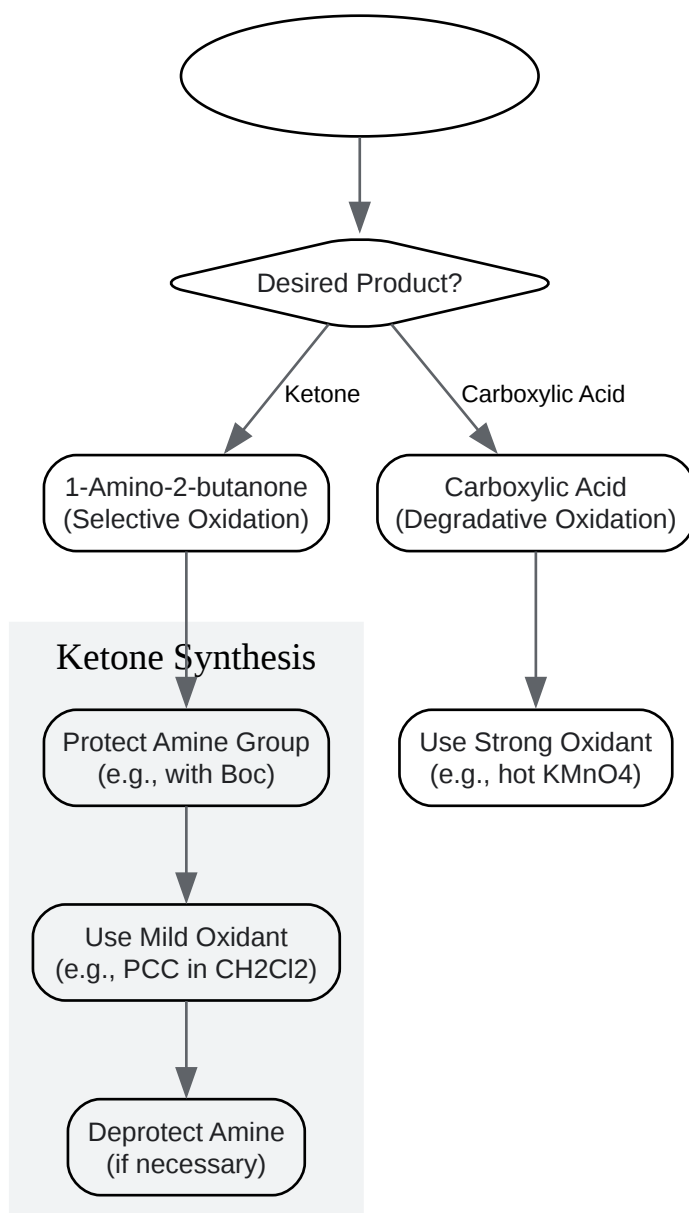 Desired Product?
Ketone
Carboxylic Acid
1-Amino-2-butanone
(Selective Oxidation)
Carboxylic Acid
(Degradative Oxidation)
Ketone Synthesis
Protect Amine Group
(e.g., with Boc)
Use Strong Oxidant
(e.g., hot KMnO4)
Use Mild Oxidant
(e.g., PCC in CH2Cl2)
Deprotect Amine
(if necessary)